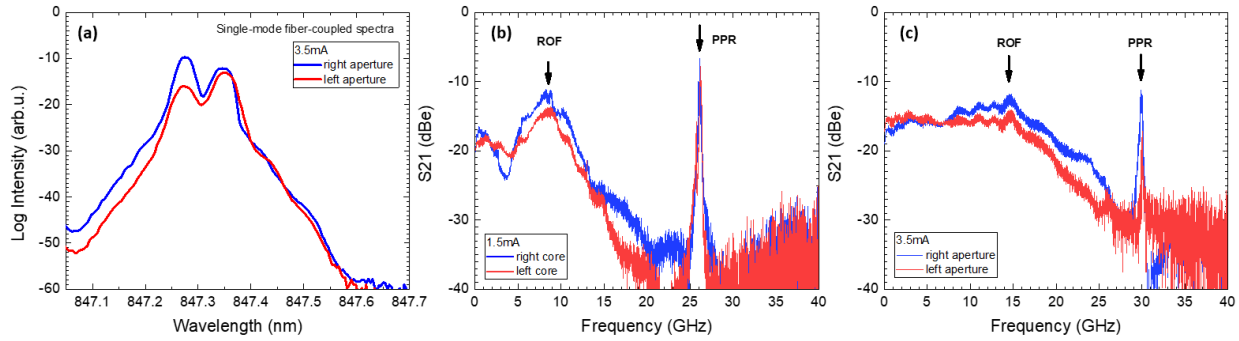 (a)
Single-mode fiber-coupled spectra
3.5mA
right aperture
left aperture
Log Intensity (arb.u.)
0
-10
-20
-30
-40
-50
-60
847.1
847.2
847.3
847.4
847.5
847.6
847.7
Wavelength (nm)
(b)
ROF
PPR
1.5mA
right core
left core
S21 (dBe)
0
-10
-20
-30
-40
0
5
10
15
20
25
30
35
40
Frequency (GHz)
(c)
ROF
PPR
3.5mA
right aperture
left aperture
S21 (dBe)
0
-10
-20
-30
-40
0
5
10
15
20
25
30
35
40
Frequency (GHz)